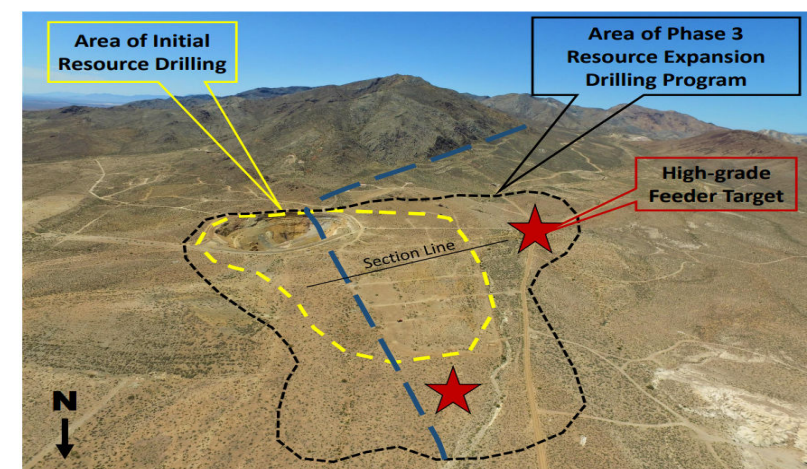 Area of Initial
Resource Drilling
Area of Phase 3
Resource Expansion
Drilling Program
High-grade
Feeder Target
Section Line
N